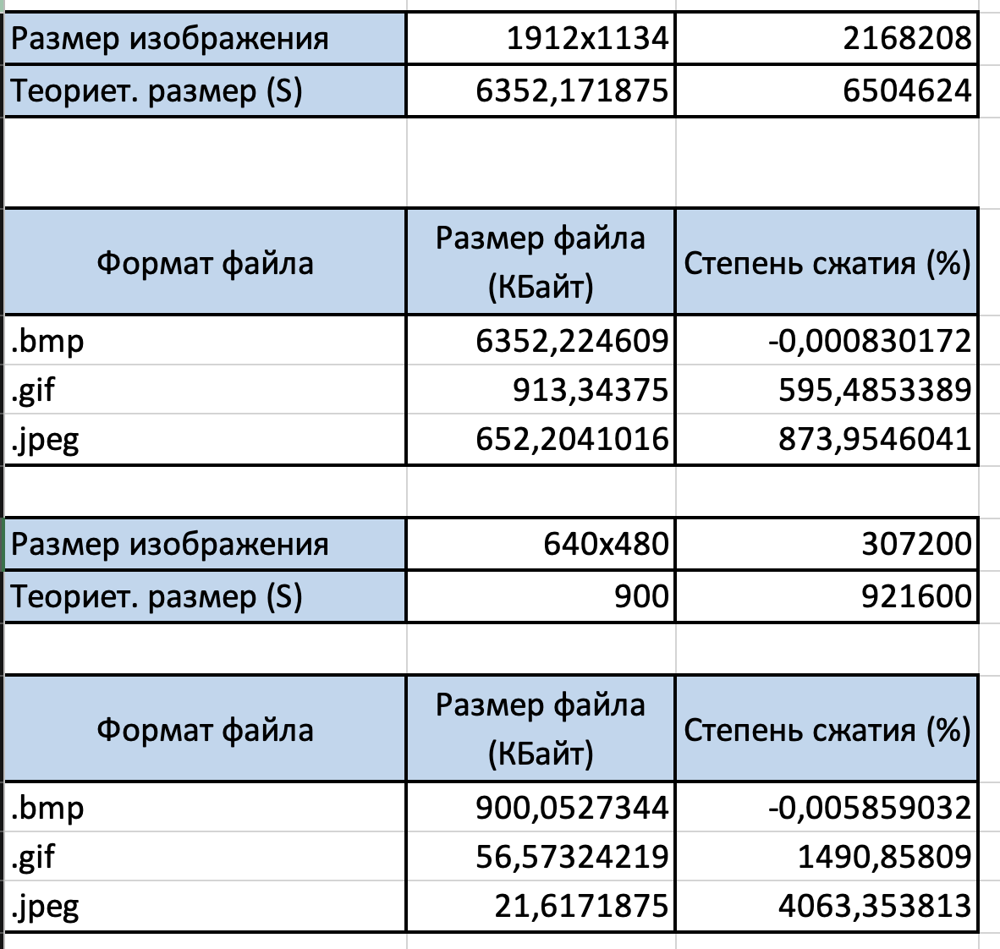 Размер изображения 1912x1134 2168208
Теориет. размер (S) 6352,171875 6504624
Формат файла Размер файла (КБайт) Степень сжатия (%)
.bmp 6352,224609 -0,000830172
.gif 913,34375 595,4853389
.jpeg 652,2041016 873,9546041
Размер изображения 640x480 307200
Теориет. размер (S) 900 921600
Формат файла Размер файла (КБайт) Степень сжатия (%)
.bmp 900,0527344 -0,005859032
.gif 56,57324219 1490,85809
.jpeg 21,6171875 4063,353813